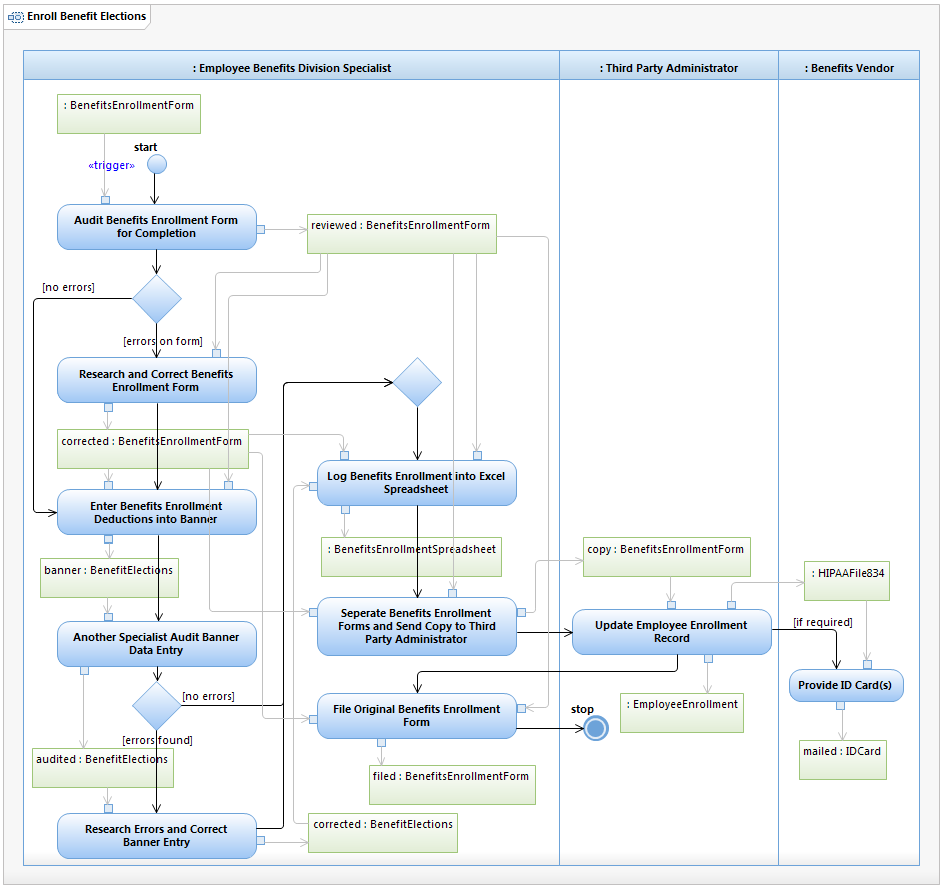 Enroll Benefit Elections
: Employee Benefits Division Specialist
: Third Party Administrator
: Benefits Vendor
: BenefitsEnrollmentForm
start
«trigger»
Audit Benefits Enrollment Form
for Completion
reviewed : BenefitsEnrollmentForm
[no errors]
[errors on form]
Research and Correct Benefits
Enrollment Form
corrected : BenefitsEnrollmentForm
Log Benefits Enrollment into Excel
Spreadsheet
Enter Benefits Enrollment
Deductions into Banner
: BenefitsEnrollmentSpreadsheet
copy : BenefitsEnrollmentForm
banner : BenefitElections
: HIPAAFile834
Seperate Benefits Enrollment
Forms and Send Copy to Third
Party Administrator
Update Employee Enrollment
Record
[if required]
Another Specialist Audit Banner
Data Entry
Provide ID Card(s)
[no errors]
File Original Benefits Enrollment
Form
stop
: EmployeeEnrollment
[errors found]
audited : BenefitElections
mailed : IDCard
filed : BenefitsEnrollmentForm
Research Errors and Correct
Banner Entry
corrected : BenefitElections